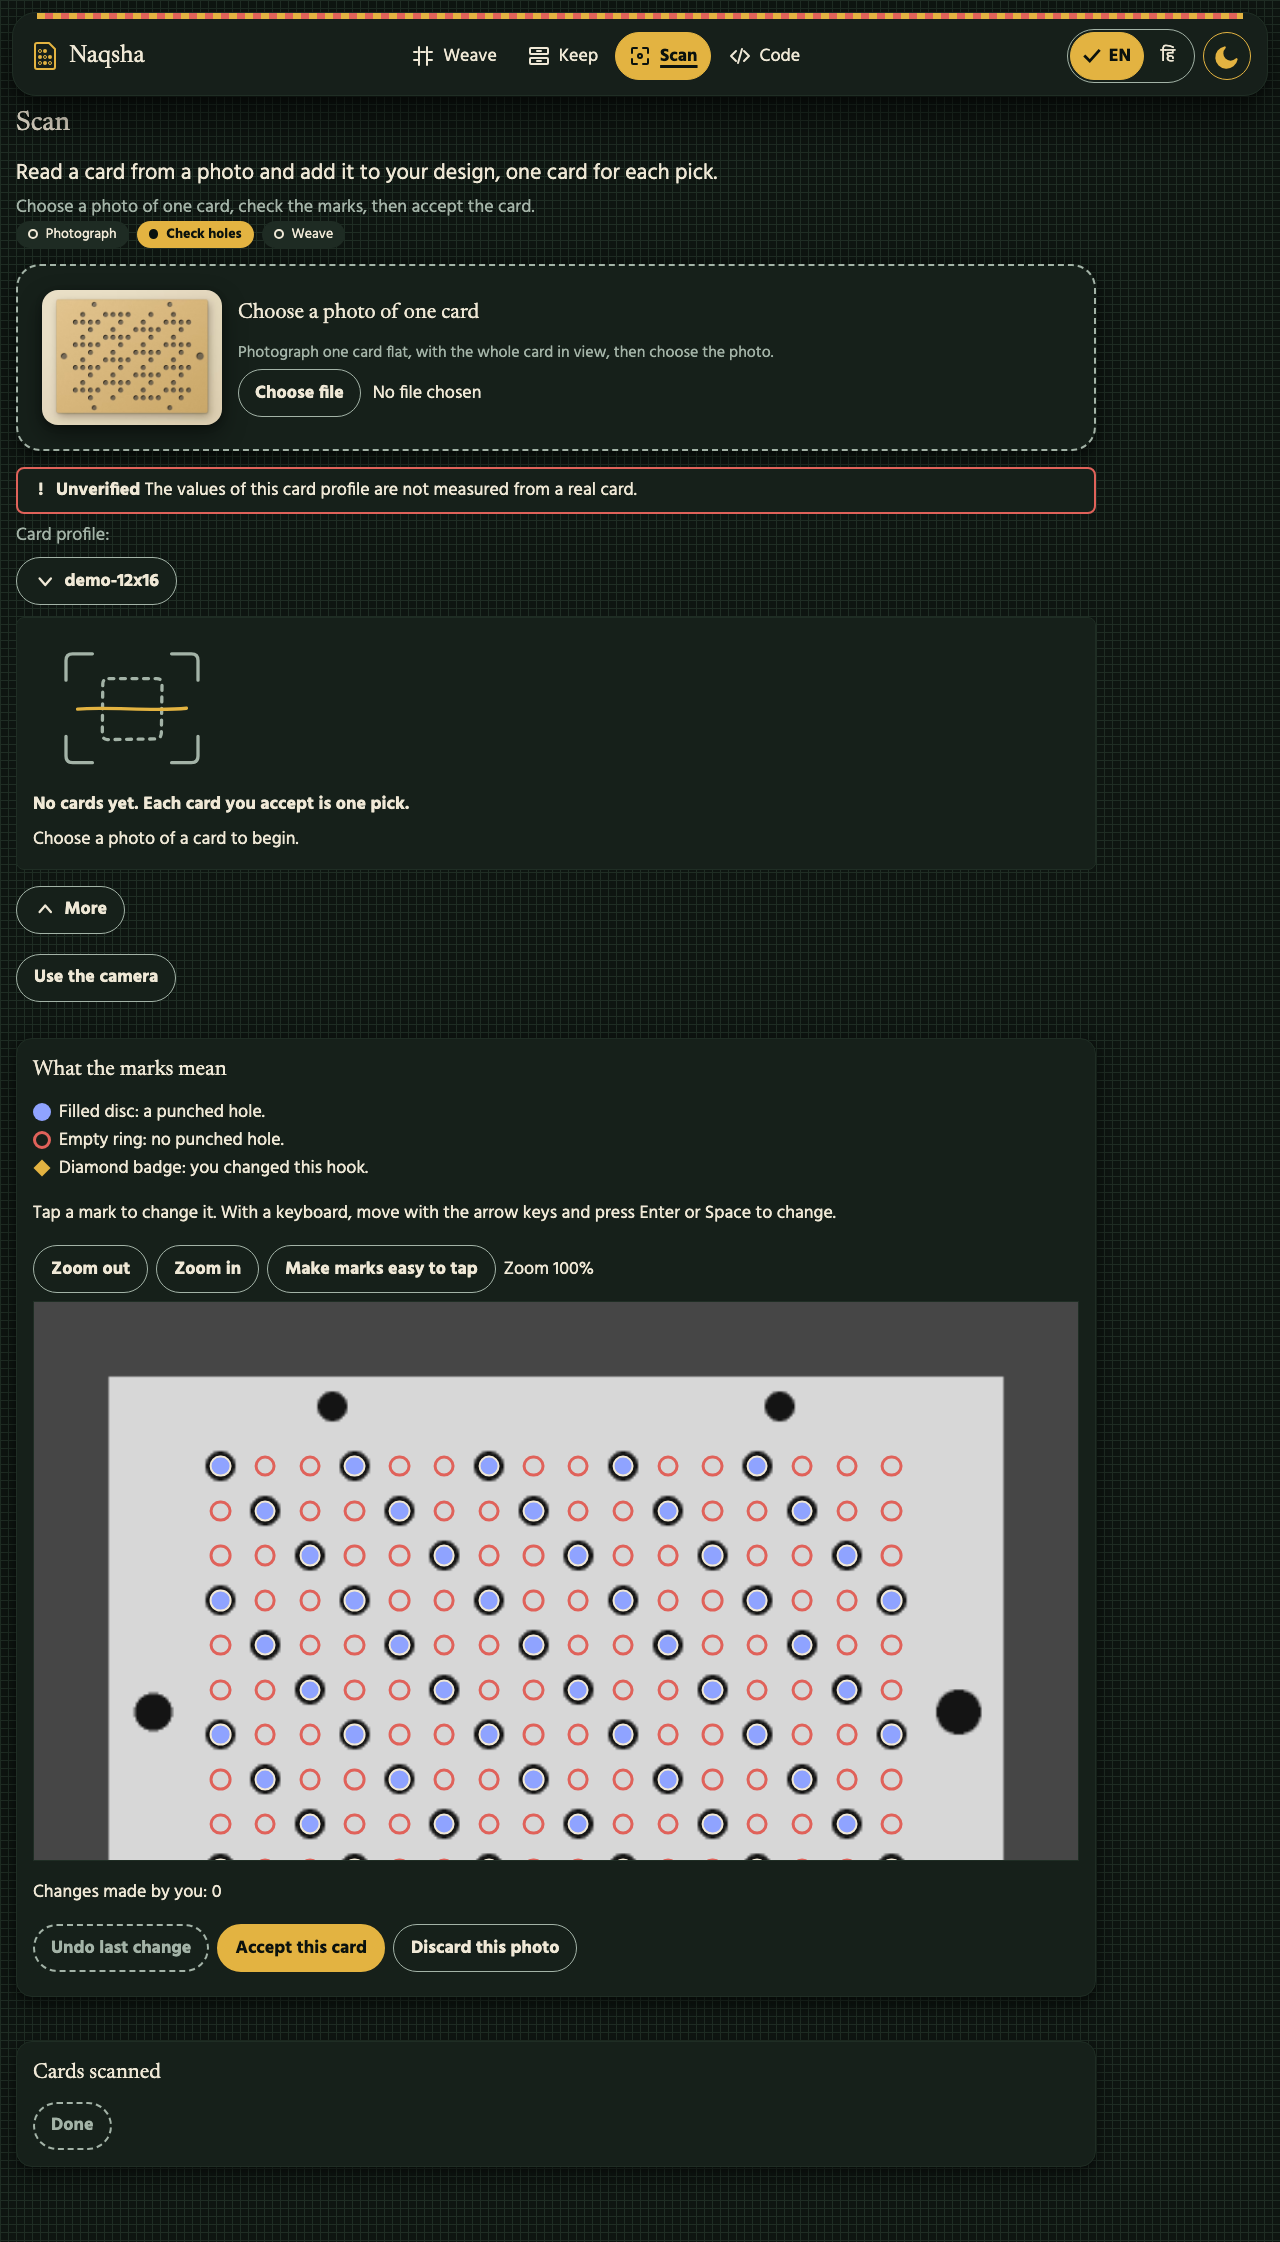 Naqsha
Weave
Keep
Scan
Code
EN
हिं
Scan
Read a card from a photo and add it to your design, one card for each pick.
Choose a photo of one card, check the marks, then accept the card.
Photograph
Check holes
Weave
Choose a photo of one card
Photograph one card flat, with the whole card in view, then choose the photo.
Choose file
No file chosen
! Unverified The values of this card profile are not measured from a real card.
Card profile:
demo-12x16
No cards yet. Each card you accept is one pick.
Choose a photo of a card to begin.
More
Use the camera
What the marks mean
Filled disc: a punched hole.
Empty ring: no punched hole.
Diamond badge: you changed this hook.
Tap a mark to change it. With a keyboard, move with the arrow keys and press Enter or Space to change.
Zoom out
Zoom in
Make marks easy to tap
Zoom 100%
Changes made by you: 0
Undo last change
Accept this card
Discard this photo
Cards scanned
Done